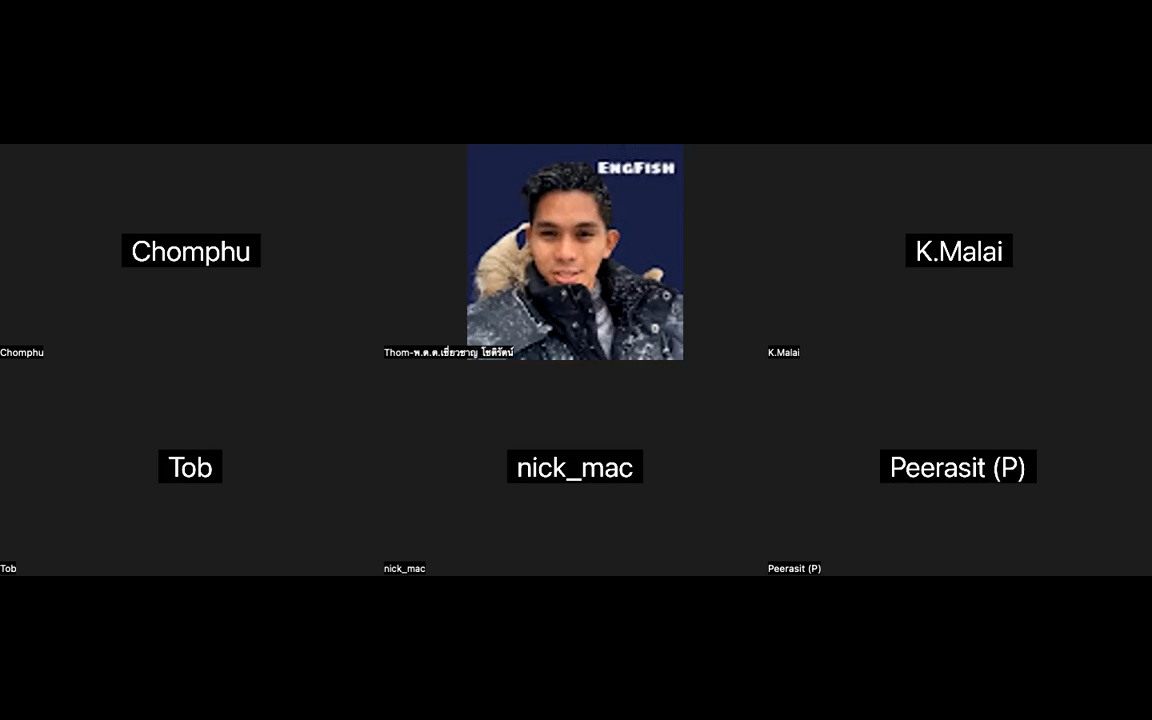 Chomphu
ENGFISH
K.Malai
Chomphu
Thom-พ.ต.ต.เชี่ยวชาญ โชติรัตน์
K.Malai
Tob
nick_mac
Peerasit (P)
Tob
nick_mac
Peerasit (P)